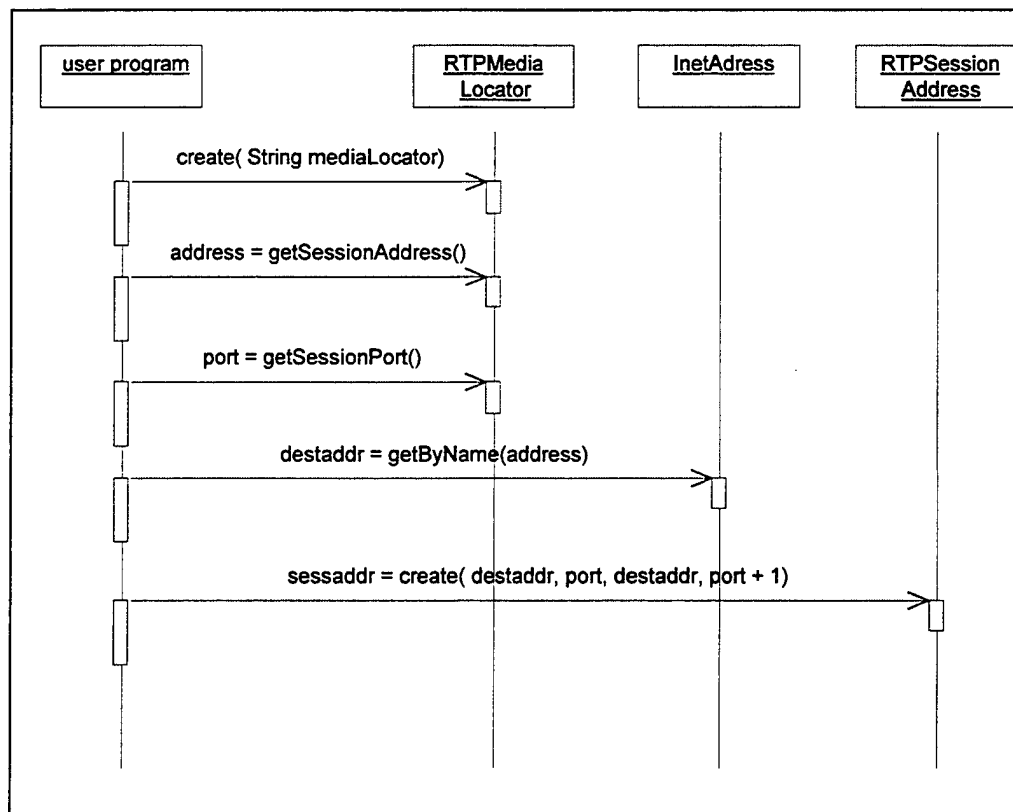 user program
RTPMedia
Locator
InetAdress
RTPSession
Address
create( String mediaLocator)
address = getSessionAddress()
port = getSessionPort()
destaddr = getByName(address)
sessaddr = create( destaddr, port, destaddr, port + 1)